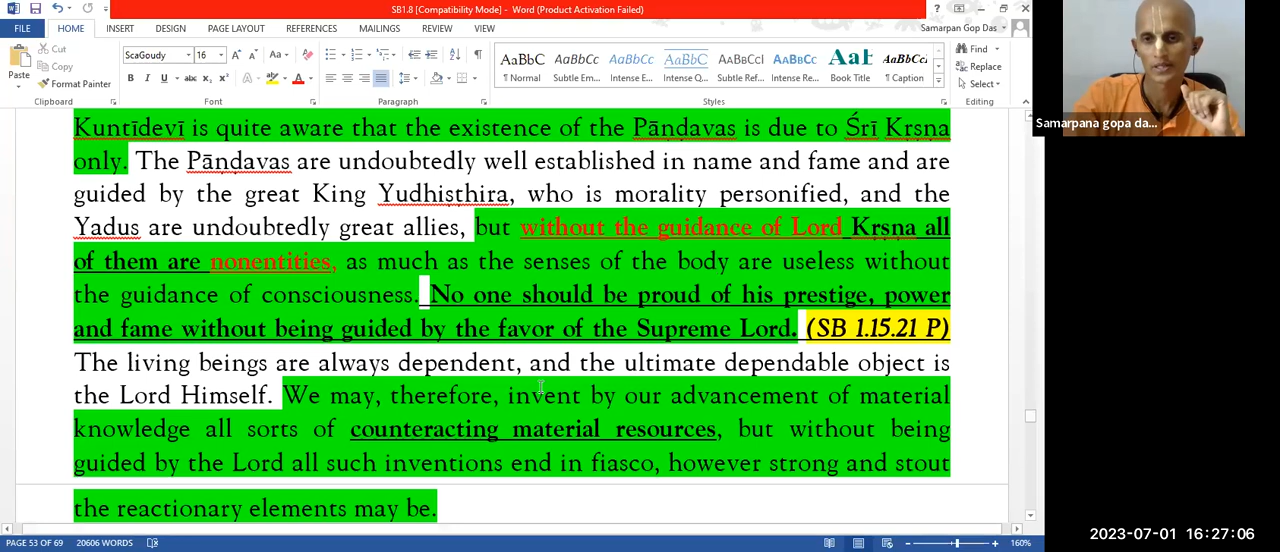 SB1.8 [Compatibility Mode] - Word (Product Activation Failed)
FILE HOME INSERT DESIGN PAGE LAYOUT REFERENCES MAILINGS REVIEW VIEW Samarpan Gop Das
Paste Cut Copy Format Painter
ScaGoudy 16
AaBbC AaBbCc AaBbCc AaBbCc AaBbCcI AaBbCc AaB AaBbCcI
¶ Normal Subtle Em... Intense E... Intense Q... Subtle Ref... Intense Re... Book Title ¶ Caption
Find Replace Select
Clipboard Font Paragraph Styles Editing
Samarpana gopa da...
Kuntīdevī is quite aware that the existence of the Pāṇḍavas is due to Śrī Kṛṣṇa
only. The Pāṇḍavas are undoubtedly well established in name and fame and are
guided by the great King Yudhiṣṭhira, who is morality personified, and the
Yadus are undoubtedly great allies, but without the guidance of Lord Kṛṣṇa all
of them are nonentities, as much as the senses of the body are useless without
the guidance of consciousness. No one should be proud of his prestige, power
and fame without being guided by the favor of the Supreme Lord. (SB 1.15.21 P)
The living beings are always dependent, and the ultimate dependable object is
the Lord Himself. We may, therefore, invent by our advancement of material
knowledge all sorts of counteracting material resources, but without being
guided by the Lord all such inventions end in fiasco, however strong and stout
the reactionary elements may be.
PAGE 53 OF 69 20606 WORDS 160%
2023-07-01 16:27:06